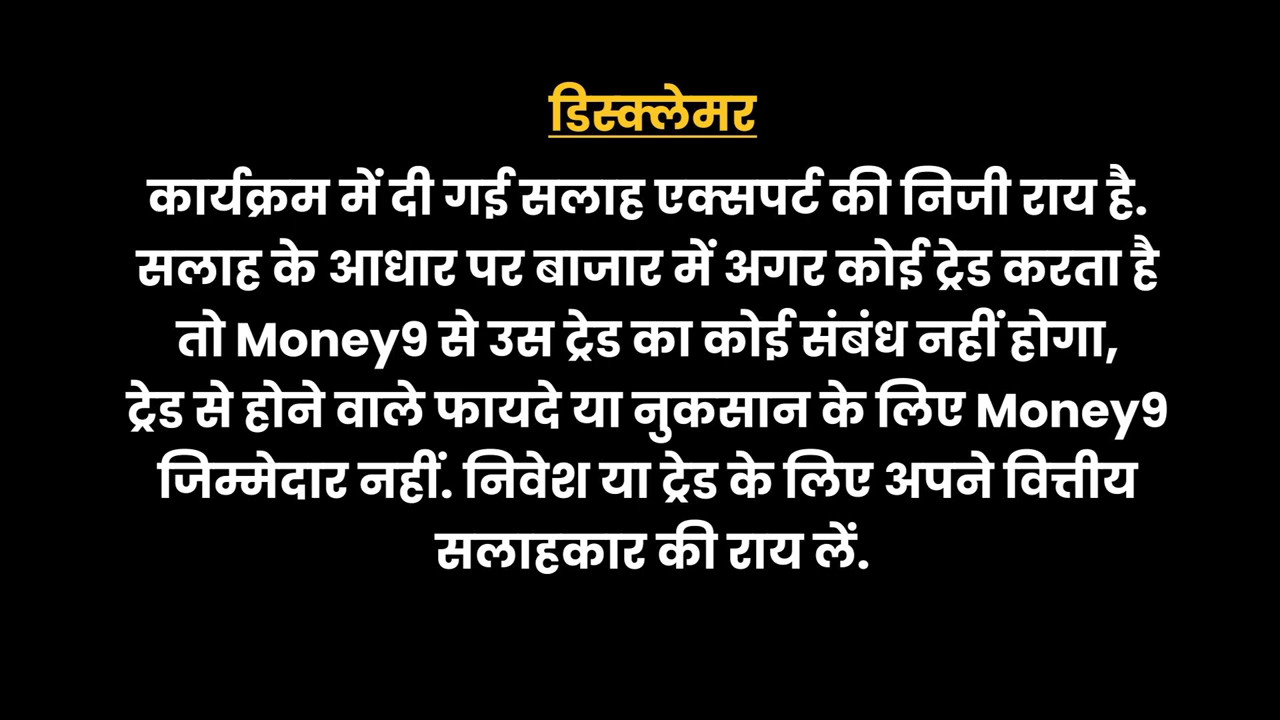 डिस्क्लेमर
कार्यक्रम में दी गई सलाह एक्सपर्ट की निजी राय है.
सलाह के आधार पर बाजार में अगर कोई ट्रेड करता है
तो Money9 से उस ट्रेड का कोई संबंध नहीं होगा,
ट्रेड से होने वाले फायदे या नुकसान के लिए Money9
जिम्मेदार नहीं. निवेश या ट्रेड के लिए अपने वित्तीय
सलाहकार की राय लें.